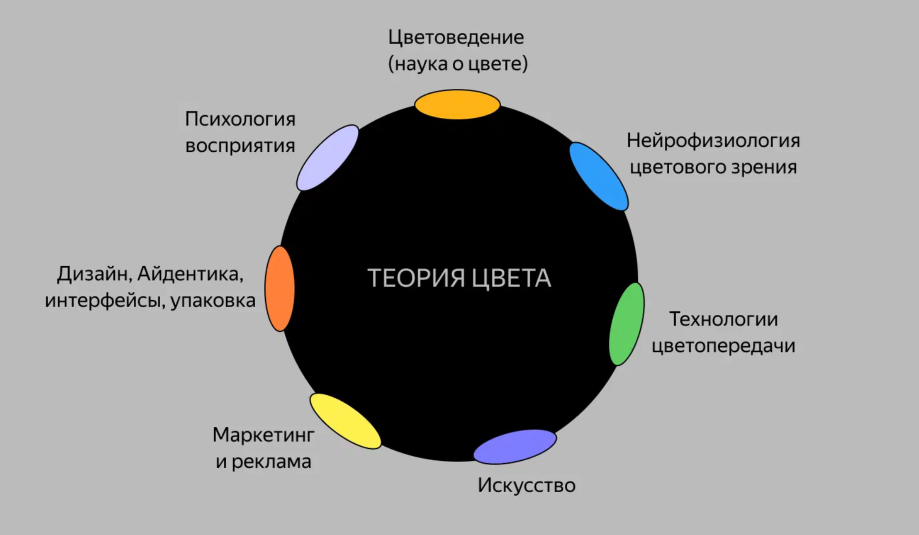 Цветоведение
(наука о цвете)
Психология
восприятия
Нейрофизиология
цветового зрения
Дизайн, Айдентика,
интерфейсы, упаковка
ТЕОРИЯ ЦВЕТА
Технологии
цветопередачи
Маркетинг
и реклама
Искусство